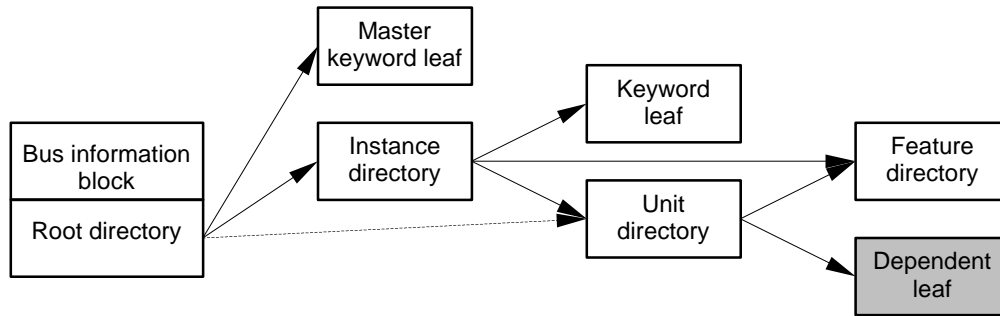 Master
keyword leaf
Keyword
leaf
Bus information
block
Instance
directory
Feature
directory
Root directory
Unit
directory
Dependent
leaf